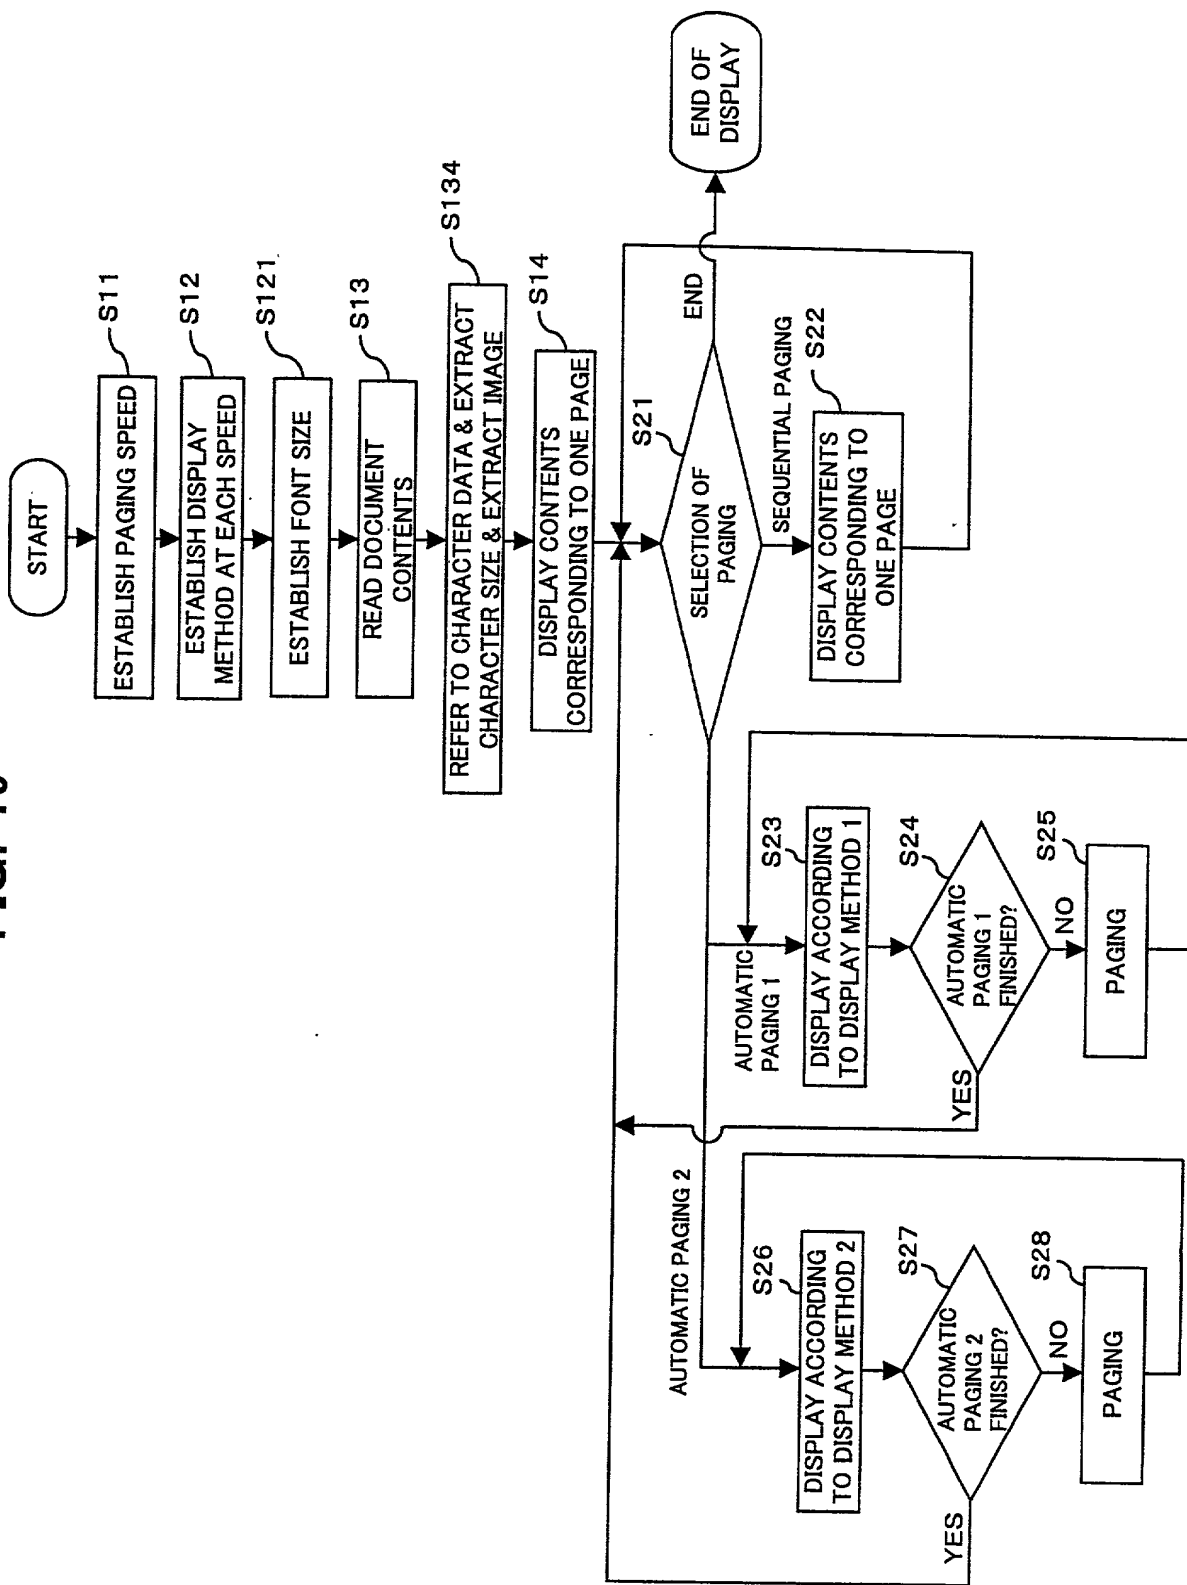 START
ESTABLISH PAGING SPEED
S11
ESTABLISH DISPLAY
METHOD AT EACH SPEED
S12
ESTABLISH FONT SIZE
S121
READ DOCUMENT
CONTENTS
S13
REFER TO CHARACTER DATA & EXTRACT
CHARACTER SIZE & EXTRACT IMAGE
S134
DISPLAY CONTENTS
CORRESPONDING TO ONE PAGE
S14
SELECTION OF
PAGING
S21
END
END OF
DISPLAY
SEQUENTIAL PAGING
DISPLAY CONTENTS
CORRESPONDING TO
ONE PAGE
S22
AUTOMATIC
PAGING 1
DISPLAY ACCORDING
TO DISPLAY METHOD 1
S23
AUTOMATIC
PAGING 1
FINISHED?
S24
YES
NO
PAGING
S25
AUTOMATIC PAGING 2
DISPLAY ACCORDING
TO DISPLAY METHOD 2
S26
AUTOMATIC
PAGING 2
FINISHED?
S27
YES
NO
PAGING
S28